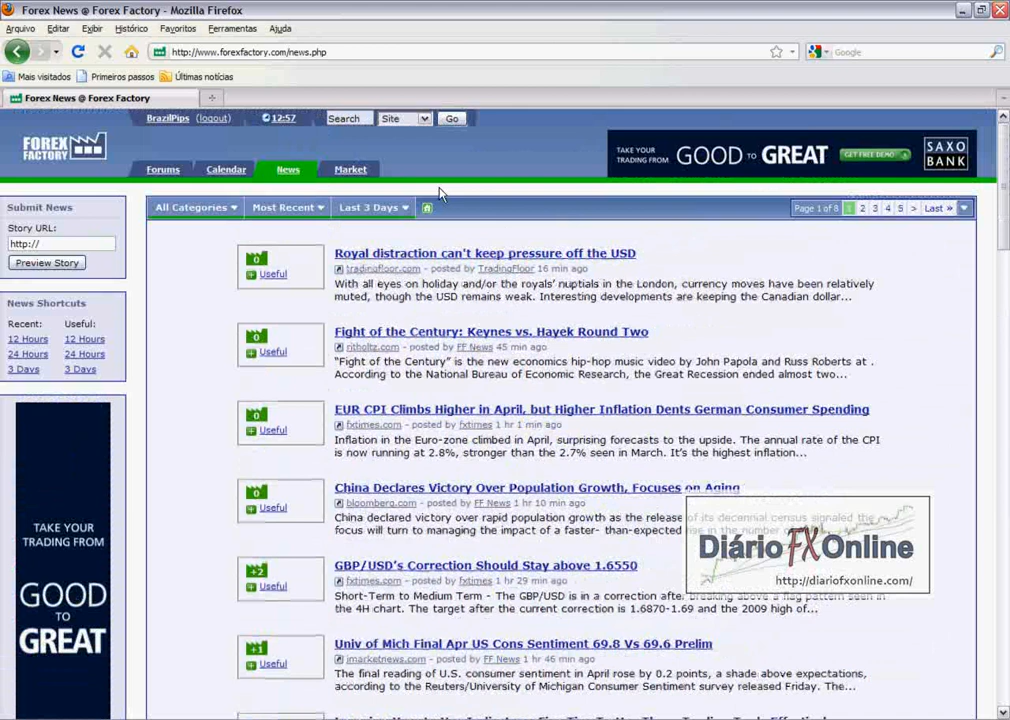 Forex News @ Forex Factory - Mozilla Firefox
Arquivo Editar Exibir Histórico Favoritos Ferramentas Ajuda
http://www.forexfactory.com/news.php
Google
Mais visitados Primeiros passos Últimas notícias
Forex News @ Forex Factory
BrazilPips (logout) 12:57 Search Site Go
FOREX
FACTORY
TAKE YOUR
TRADING FROM
GOOD TO GREAT
GET FREE DEMO
SAXO
BANK
Forums Calendar News Market
Submit News
Story URL:
http://
Preview Story
News Shortcuts
Recent: Useful:
12 Hours 12 Hours
24 Hours 24 Hours
3 Days 3 Days
TAKE YOUR
TRADING FROM
GOOD
TO
GREAT
All Categories Most Recent Last 3 Days
Page 1 of 8 1 2 3 4 5 > Last »
0
Useful
Royal distraction can't keep pressure off the USD
tradingfloor.com - posted by TradingFloor 16 min ago
With all eyes on holiday and/or the royals' nuptials in the London, currency moves have been relatively
muted, though the USD remains weak. Interesting developments are keeping the Canadian dollar...
0
Useful
Fight of the Century: Keynes vs. Hayek Round Two
ritholtz.com - posted by FF News 45 min ago
“Fight of the Century” is the new economics hip-hop music video by John Papola and Russ Roberts at .
According to the National Bureau of Economic Research, the Great Recession ended almost two...
0
Useful
EUR CPI Climbs Higher in April, but Higher Inflation Dents German Consumer Spending
fxtimes.com - posted by fxtimes 1 hr 1 min ago
Inflation in the Euro-zone climbed in April, surprising forecasts to the upside. The annual rate of the CPI
is now running at 2.8%, stronger than the 2.7% seen in March. It’s the highest inflation...
0
Useful
China Declares Victory Over Population Growth, Focuses on Aging
bloomberg.com - posted by FF News 1 hr 10 min ago
China declared victory over rapid population growth as the release of its decennial census signaled the
focus will turn to managing the impact of a faster- than-expected rise in the number
DiárioFXOnline
http://diariofxonline.com/
+2
Useful
GBP/USD’s Correction Should Stay above 1.6550
fxtimes.com - posted by fxtimes 1 hr 29 min ago
Short-Term to Medium Term - The GBP/USD is in a correction after breaking above a flag pattern seen in
the 4H chart. The target after the current correction is 1.6870-1.69 and the 2009 high of...
+1
Useful
Univ of Mich Final Apr US Cons Sentiment 69.8 Vs 69.6 Prelim
imarketnews.com - posted by FF News 1 hr 46 min ago
The final reading of U.S. consumer sentiment in April rose by 0.2 points, a shade above expectations,
according to the Reuters/University of Michigan Consumer Sentiment survey released Friday. The...